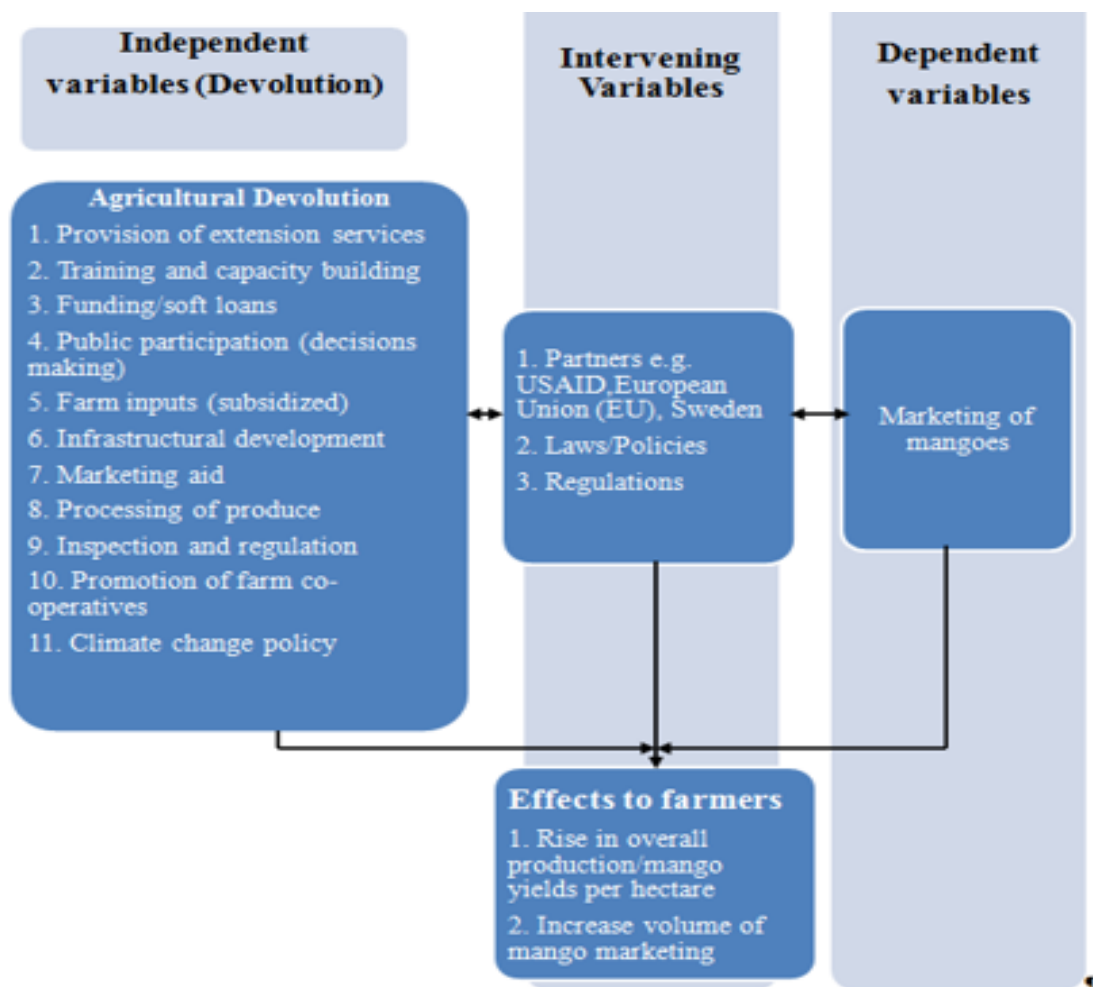 Independent
variables (Devolution)
Intervening
Variables
Dependent
variables
Agricultural Devolution
1. Provision of extension services
2. Training and capacity building
3. Funding/soft loans
4. Public participation (decisions
making)
5. Farm inputs (subsidized)
6. Infrastructural development
7. Marketing aid
8. Processing of produce
9. Inspection and regulation
10. Promotion of farm co-
operatives
11. Climate change policy
1. Partners e.g.
USAID,European
Union (EU), Sweden
2. Laws/Policies
3. Regulations
Marketing of
mangoes
Effects to farmers
1. Rise in overall
production/mango
yields per hectare
2. Increase volume of
mango marketing